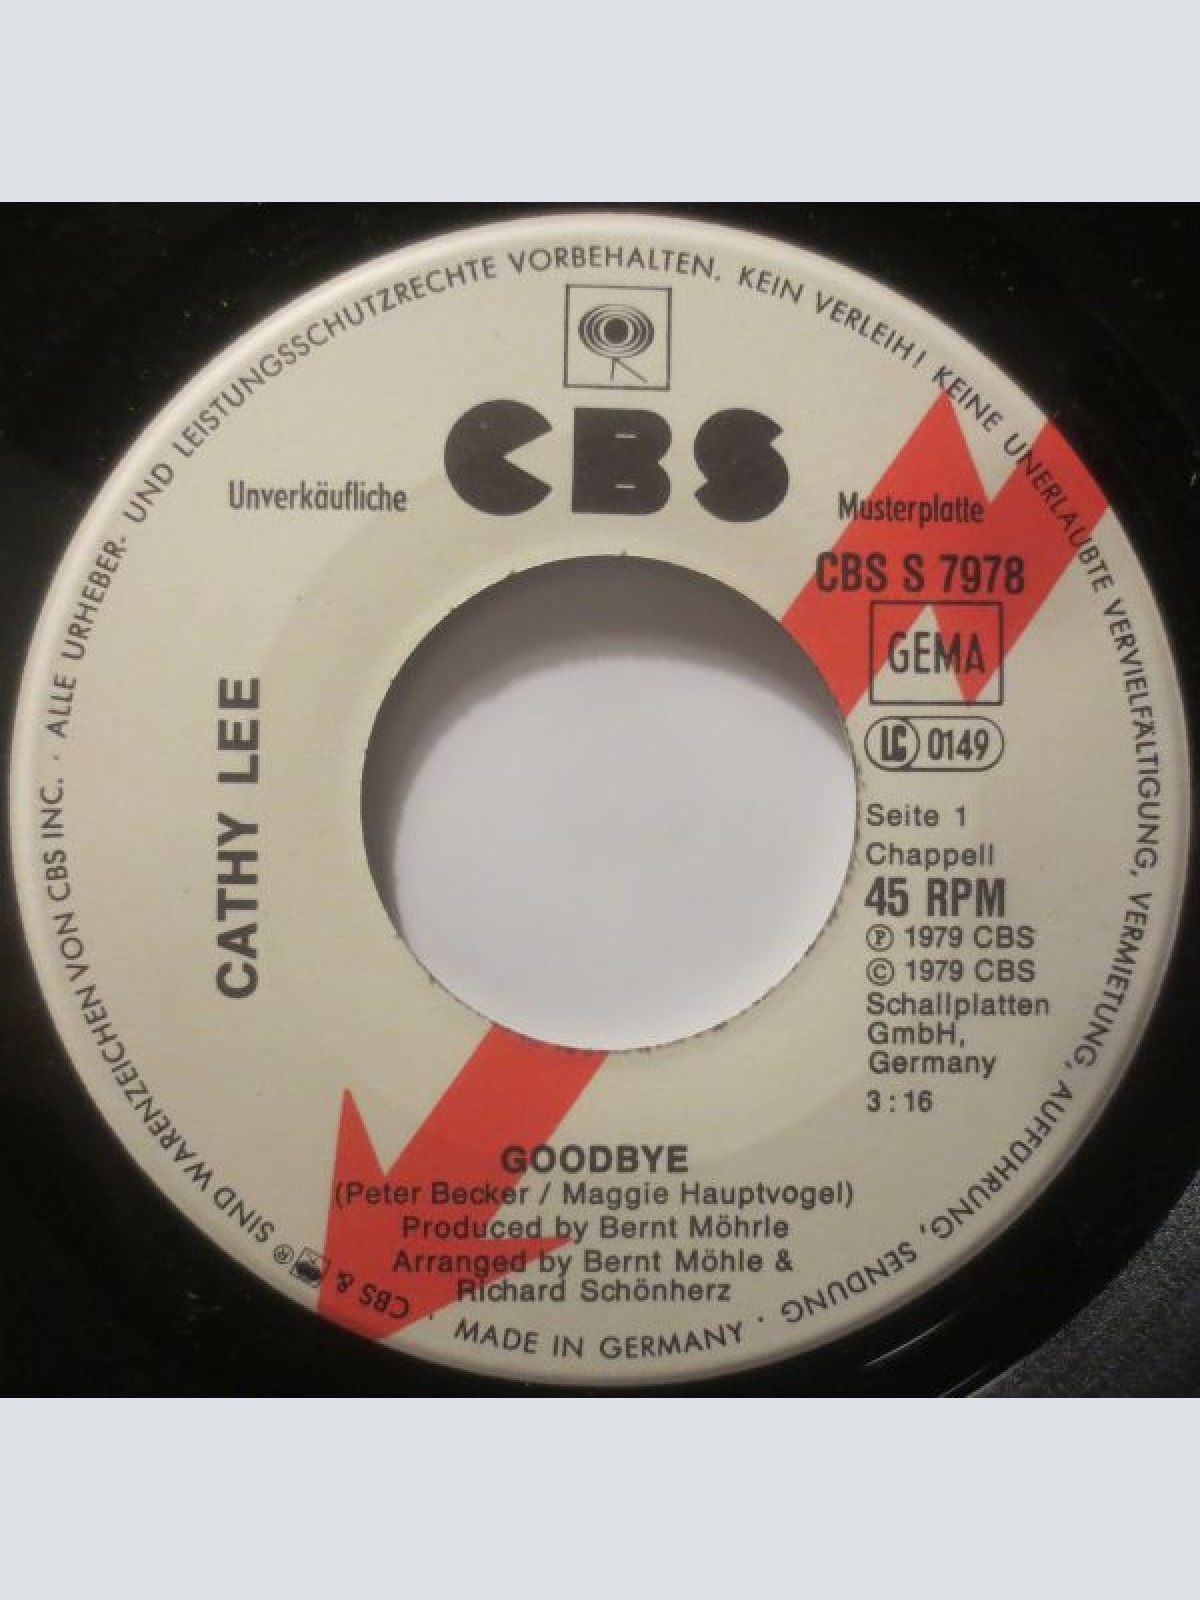 ALLE URHEBER- UND LEISTUNGSSCHUTZRECHTE VORBEHALTEN. KEIN VERLEIH! KEINE UNERLAUBTE VERVIELFÄLTIGUNG, VERMIETUNG, AUFFÜHRUNG, SENDUNG ·
CBS
Unverkäufliche
Musterplatte
CBS S 7978
GEMA
LC 0149
Seite 1
Chappell
45 RPM
℗ 1979 CBS
© 1979 CBS
Schallplatten
GmbH,
Germany
3:16
CATHY LEE
GOODBYE
(Peter Becker / Maggie Hauptvogel)
Produced by Bernt Möhrle
Arranged by Bernt Möhle &
Richard Schönherz
· MADE IN GERMANY ·
CBS & ® SIND WARENZEICHEN VON CBS INC. ·